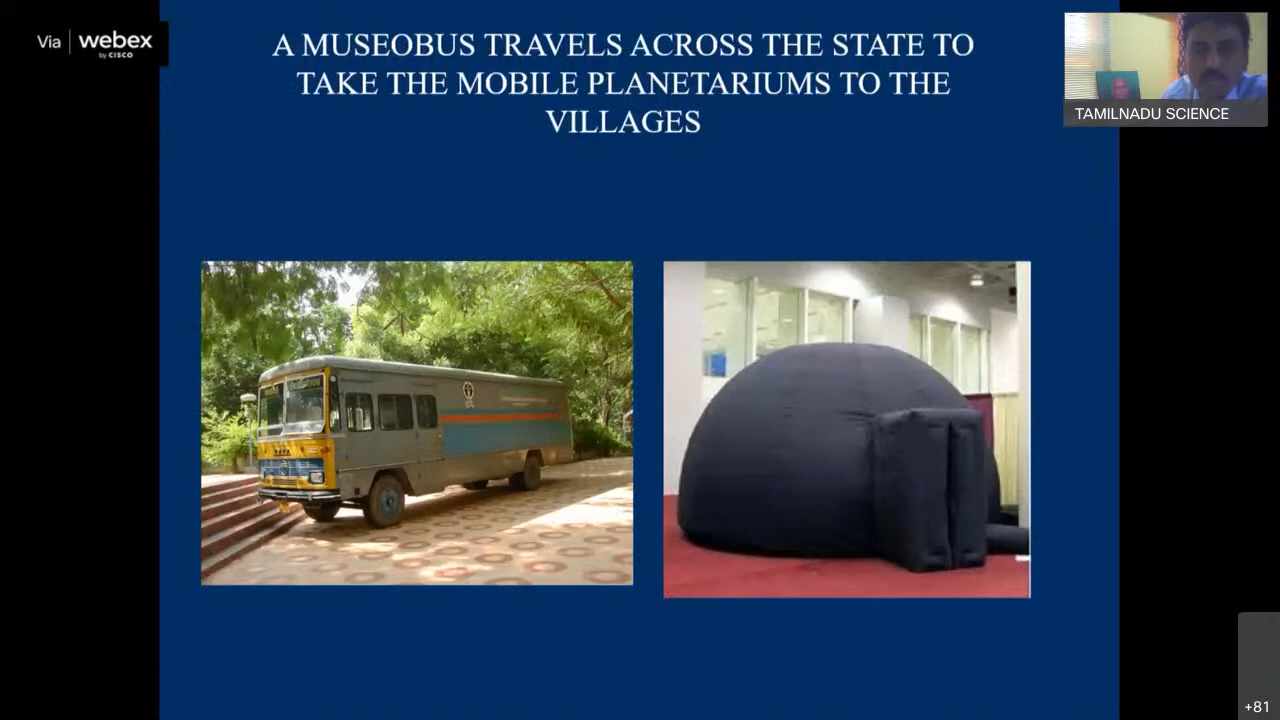 Via webex
by CISCO
A MUSEOBUS TRAVELS ACROSS THE STATE TO
TAKE THE MOBILE PLANETARIUMS TO THE
VILLAGES
TAMILNADU SCIENCE
TATA
+81